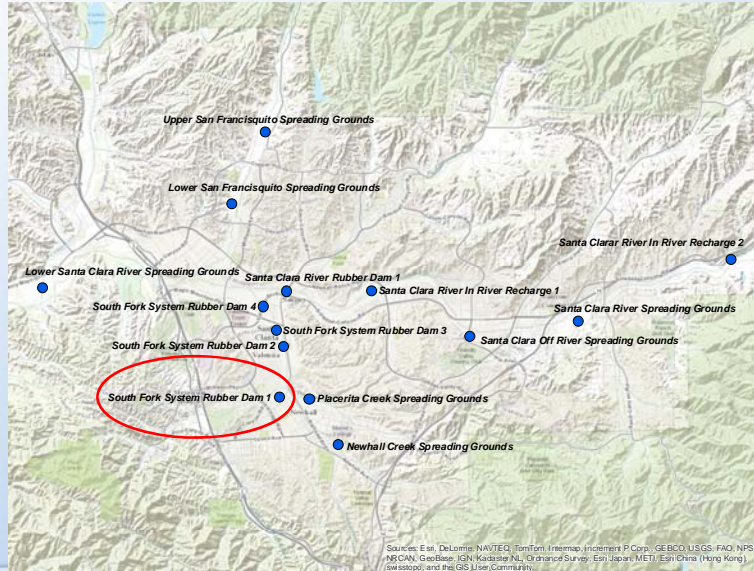 Upper San Francisquito Spreading Grounds
Lower San Francisquito Spreading Grounds
Santa Clarar River In River Recharge 2
Lower Santa Clara River Spreading Grounds
Santa Clara River Rubber Dam 1
Santa Clara River In River Recharge 1
South Fork System Rubber Dam 4
Santa Clara River Spreading Grounds
South Fork System Rubber Dam 3
Santa Clara Off River Spreading Grounds
South Fork System Rubber Dam 2
South Fork System Rubber Dam 1
Placerita Creek Spreading Grounds
Newhall
Newhall Creek Spreading Grounds
Sources: Esri, DeLorme, NAVTEQ, TomTom, Intermap, increment P Corp., GEBCO, USGS, FAO, NPS,
NRCAN, GeoBase, IGN, Kadaster NL, Ordnance Survey, Esri Japan, METI, Esri China (Hong Kong),
swisstopo, and the GIS User Community